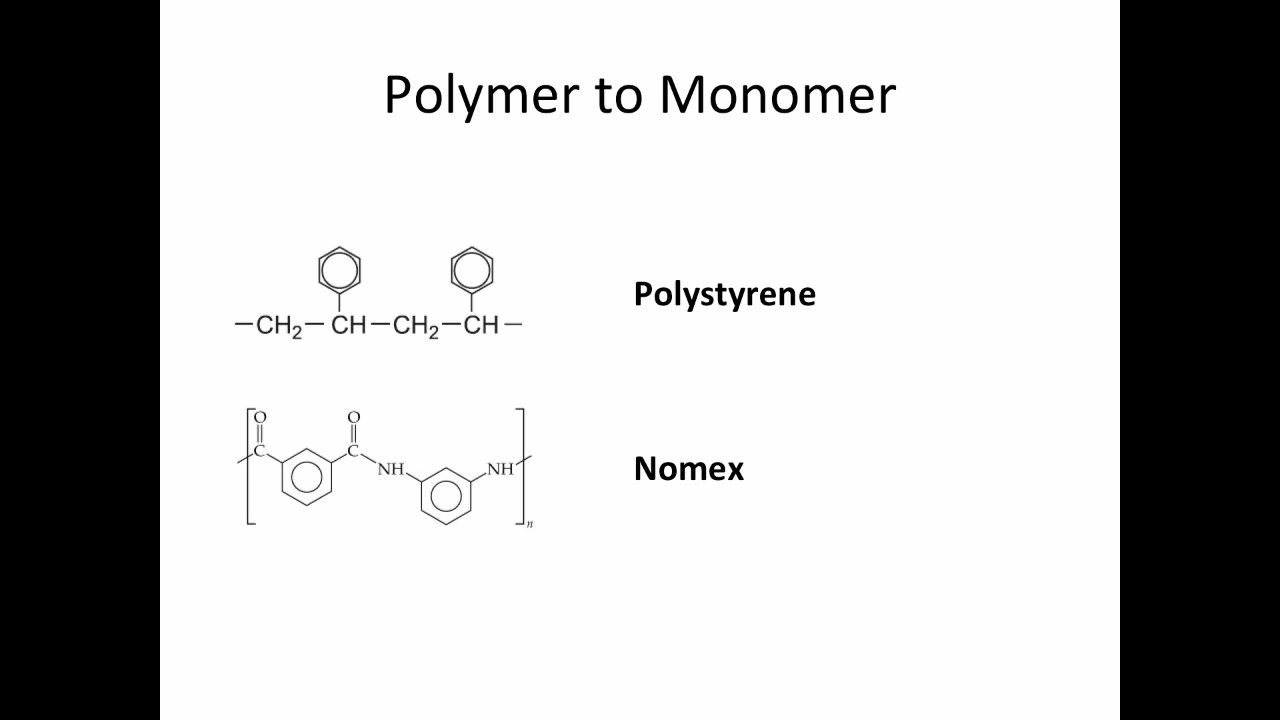 Polymer to Monomer
—CH₂—CH—CH₂—CH—
Polystyrene
O O
C C
NH NH
n
Nomex